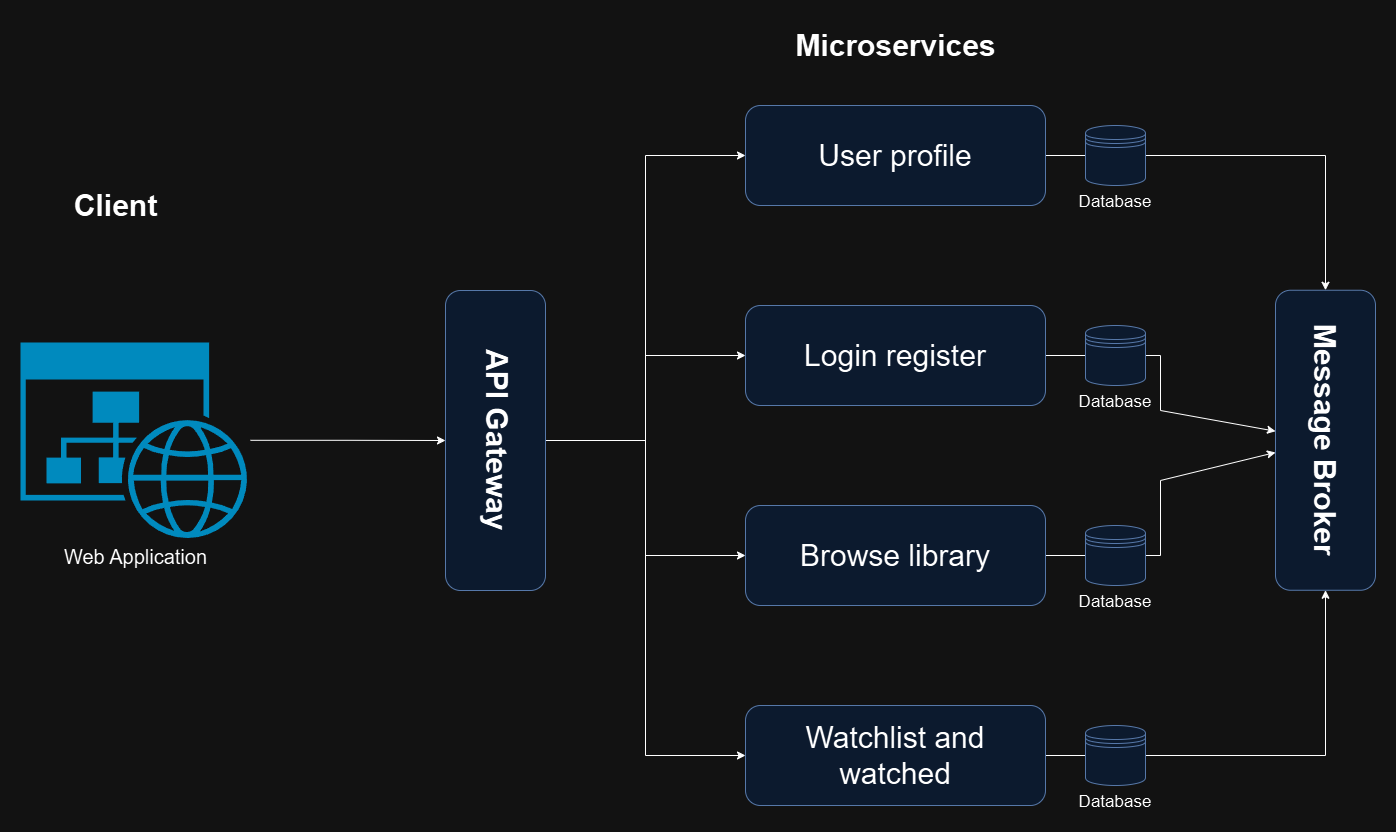 Microservices
Client
Web Application
API Gateway
User profile
Database
Login register
Database
Browse library
Database
Watchlist and
watched
Database
Message Broker